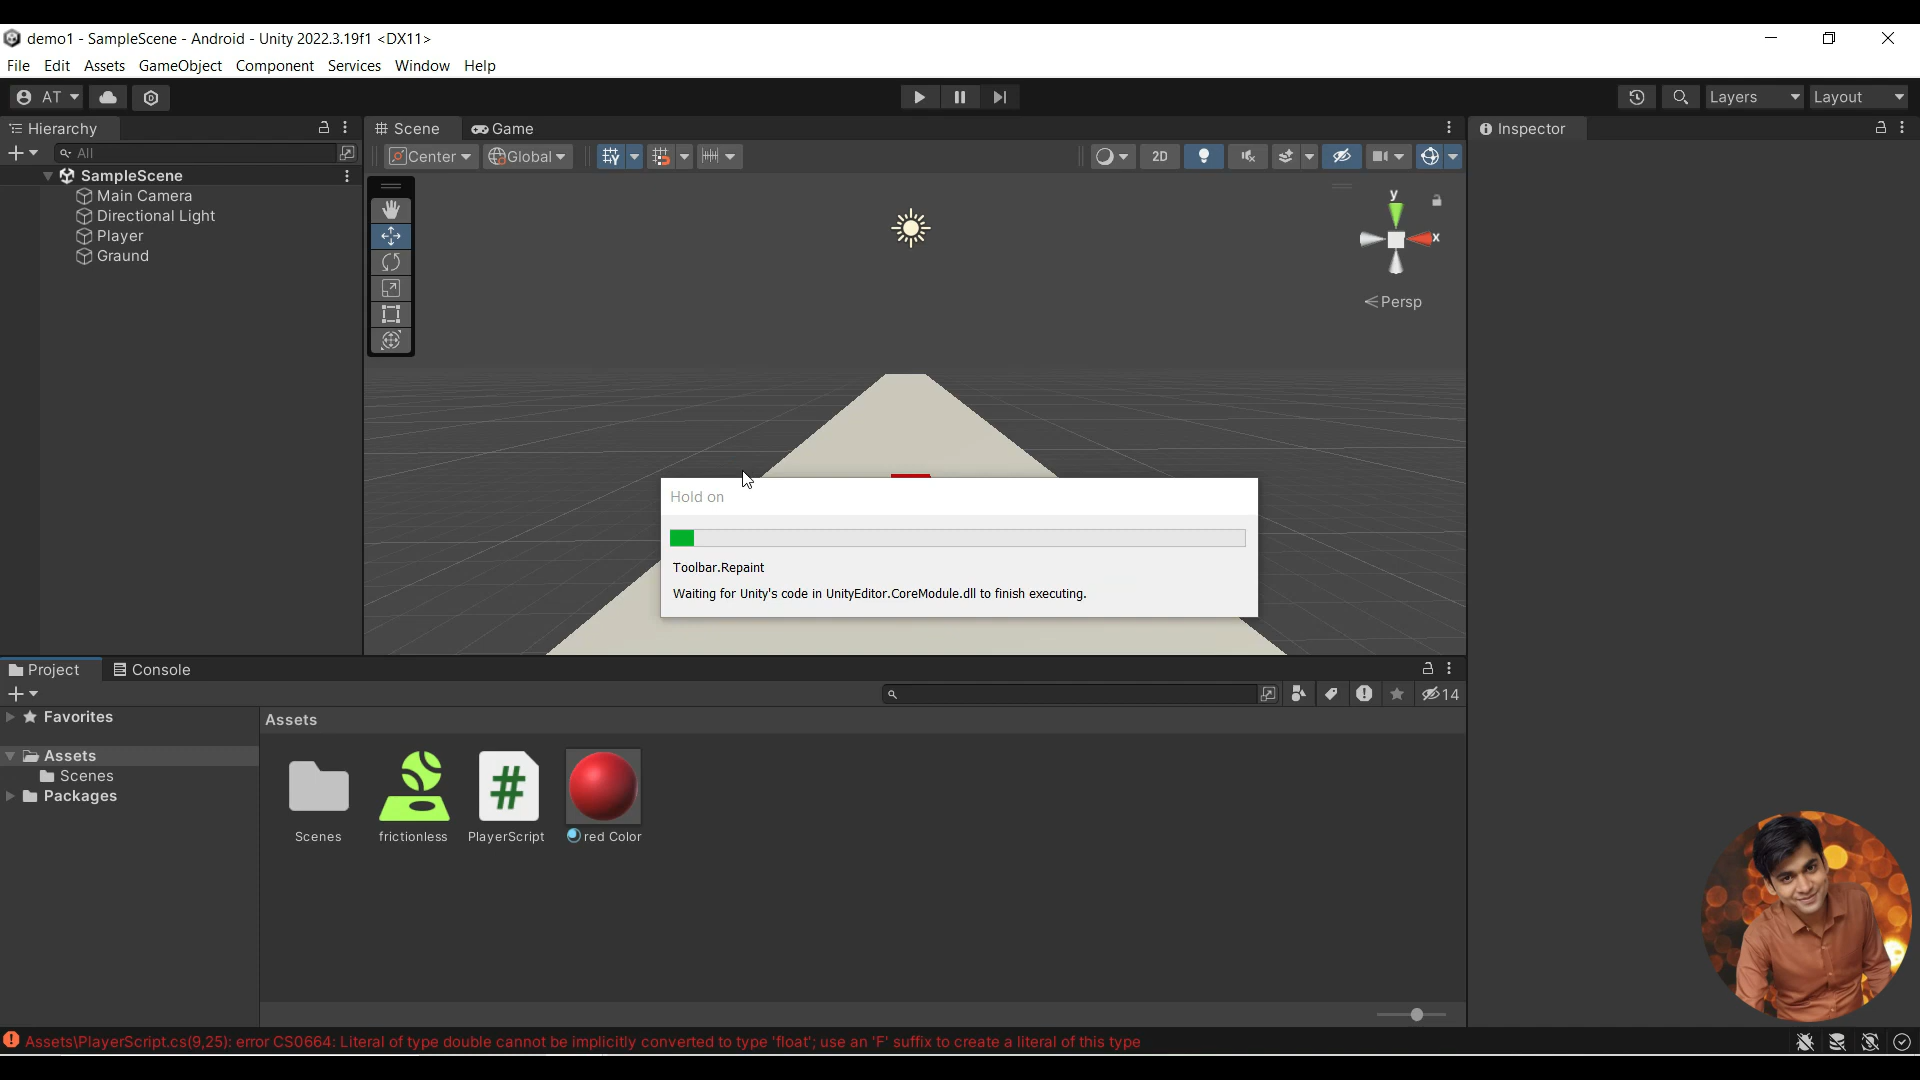 demo1 - SampleScene - Android - Unity 2022.3.19f1 <DX11>
File Edit Assets GameObject Component Services Window Help
AT Layers Layout
Hierarchy Scene Game Inspector
All Center Global 2D
SampleScene
Main Camera
Directional Light
Player
Graund
y
x
Persp
Hold on
Toolbar.Repaint
Waiting for Unity's code in UnityEditor.CoreModule.dll to finish executing.
Project Console
14
Favorites
Assets
Scenes
Packages
Assets
Scenes frictionless PlayerScript red Color
Assets\PlayerScript.cs(9,25): error CS0664: Literal of type double cannot be implicitly converted to type 'float'; use an 'F' suffix to create a literal of this type